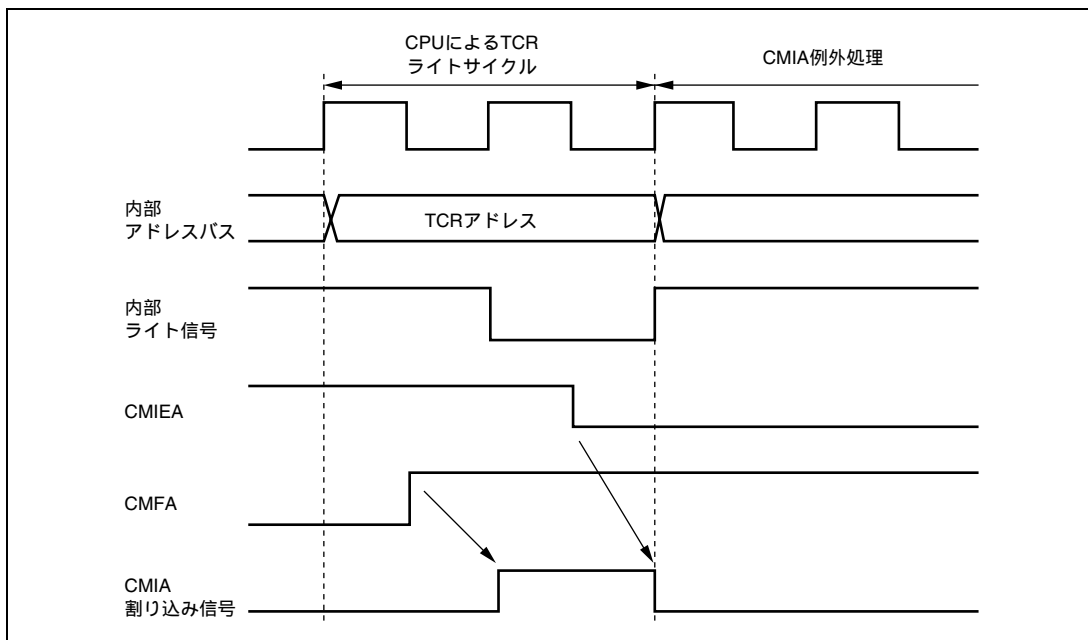 CPUによるTCR
ライトサイクル
CMIA例外処理
内部
アドレスバス
TCRアドレス
内部
ライト信号
CMIEA
CMFA
CMIA
割り込み信号